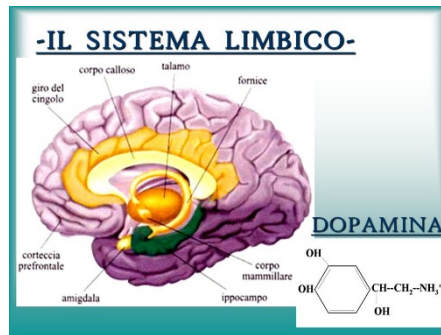 -IL SISTEMA LIMBICO-
talamo
corpo calloso
fornice
giro del
cingolo
DOPAMINA
corteccia
prefrontale
corpo
mammillare
amigdala
ippocampo
OH
OH
CH--CH₂--NH₃⁺
OH